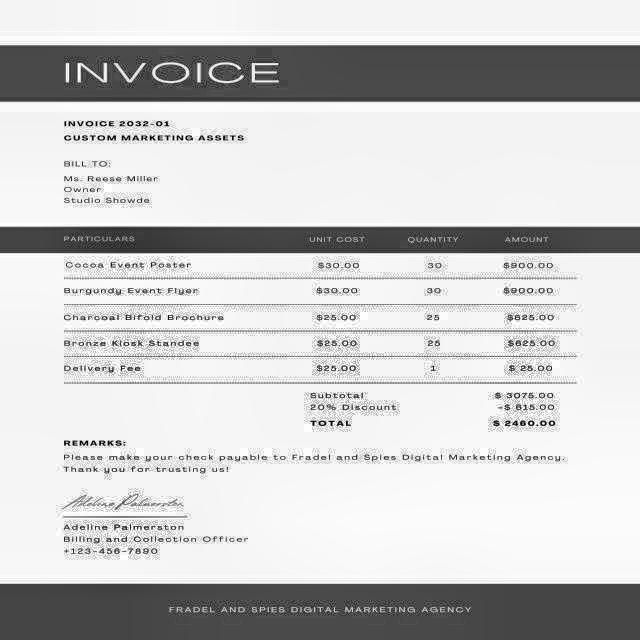 INVOICE
INVOICE 2032-01
CUSTOM MARKETING ASSETS
BILL TO:
Ms. Reese Miller
Owner
Studio Showde
PARTICULARS UNIT COST QUANTITY AMOUNT
Cocoa Event Poster $30.00 30 $900.00
Burgundy Event Flyer $30.00 30 $900.00
Charcoal Bifold Brochure $25.00 25 $625.00
Bronze Kiosk Standee $25.00 25 $625.00
Delivery Fee $25.00 1 $ 25.00
Subtotal $ 3075.00
20% Discount -$ 615.00
TOTAL $ 2460.00
REMARKS:
Please make your check payable to Fradel and Spies Digital Marketing Agency.
Thank you for trusting us!
Adeline Palmerston
Adeline Palmerston
Billing and Collection Officer
+123-456-7890
FRADEL AND SPIES DIGITAL MARKETING AGENCY